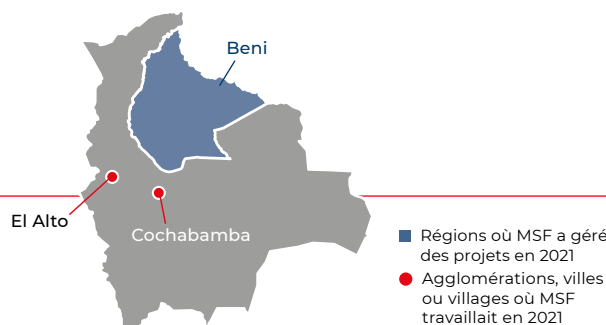 Beni
El Alto
Cochabamba
Régions où MSF a géré
des projets en 2021
Agglomérations, villes
ou villages où MSF
travaillait en 2021